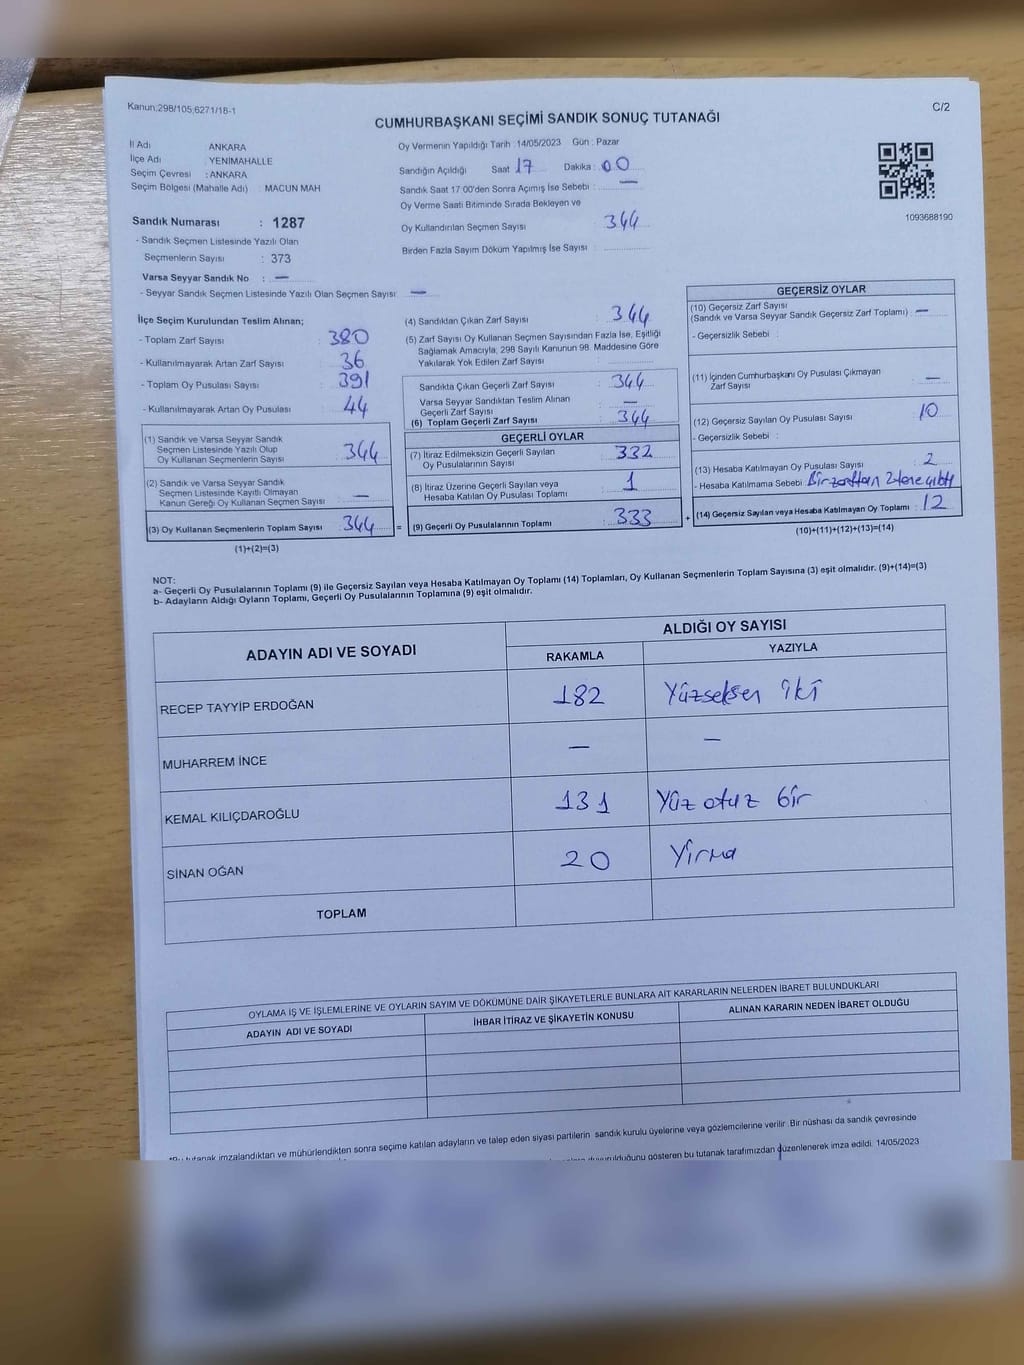 Kanun:298/105;6271/18-1
C/2
CUMHURBAŞKANI SEÇİMİ SANDIK SONUÇ TUTANAĞI
İl Adı ANKARA
İlçe Adı : YENİMAHALLE
Seçim Çevresi : ANKARA
Seçim Bölgesi (Mahalle Adı) : MACUN MAH
Sandık Numarası : 1287
- Sandık Seçmen Listesinde Yazılı Olan
Seçmenlerin Sayısı : 373
Varsa Seyyar Sandık No : —
- Seyyar Sandık Seçmen Listesinde Yazılı Olan Seçmen Sayısı : —
Oy Vermenin Yapıldığı Tarih : 14/05/2023 Gün : Pazar
Sandığın Açıldığı Saat 17 Dakika : 00
Sandık Saat 17:00'den Sonra Açımış İse Sebebi : —
Oy Verme Saati Bitiminde Sırada Bekleyen ve
Oy Kullandırılan Seçmen Sayısı 344
Birden Fazla Sayım Döküm Yapılmış İse Sayısı :
1093688190
İlçe Seçim Kurulundan Teslim Alınan;
- Toplam Zarf Sayısı : 380
- Kullanılmayarak Artan Zarf Sayısı : 36
- Toplam Oy Pusulası Sayısı : 391
- Kullanılmayarak Artan Oy Pusulası : 44
(1) Sandık ve Varsa Seyyar Sandık
Seçmen Listesinde Yazılı Olup
Oy Kullanan Seçmenlerin Sayısı : 344
(2) Sandık ve Varsa Seyyar Sandık
Seçmen Listesinde Kayıtlı Olmayan
Kanun Gereği Oy Kullanan Seçmen Sayısı : —
(3) Oy Kullanan Seçmenlerin Toplam Sayısı : 344 =
(1)+(2)=(3)
(4) Sandıktan Çıkan Zarf Sayısı : 344
(5) Zarf Sayısı Oy Kullanan Seçmen Sayısından Fazla İse, Eşitliği
Sağlamak Amacıyla, 298 Sayılı Kanunun 98. Maddesine Göre
Yakılarak Yok Edilen Zarf Sayısı :
Sandıkta Çıkan Geçerli Zarf Sayısı : 344
Varsa Seyyar Sandıktan Teslim Alınan
Geçerli Zarf Sayısı : —
(6) Toplam Geçerli Zarf Sayısı : 344
GEÇERLİ OYLAR
(7) İtiraz Edilmeksizin Geçerli Sayılan
Oy Pusulalarının Sayısı : 332
(8) İtiraz Üzerine Geçerli Sayılan veya
Hesaba Katılan Oy Pusulası Toplamı : 1
(9) Geçerli Oy Pusulalarının Toplamı : 333 +
GEÇERSİZ OYLAR
(10) Geçersiz Zarf Sayısı
(Sandık ve Varsa Seyyar Sandık Geçersiz Zarf Toplamı) : —
- Geçersizlik Sebebi :
(11) İçinden Cumhurbaşkanı Oy Pusulası Çıkmayan
Zarf Sayısı : —
(12) Geçersiz Sayılan Oy Pusulası Sayısı : 10
- Geçersizlik Sebebi :
(13) Hesaba Katılmayan Oy Pusulası Sayısı : 2
- Hesaba Katılmama Sebebi : Bir zarftan 2 tane çıktı
(14) Geçersiz Sayılan veya Hesaba Katılmayan Oy Toplamı : 12
(10)+(11)+(12)+(13)=(14)
NOT:
a- Geçerli Oy Pusulalarının Toplamı (9) ile Geçersiz Sayılan veya Hesaba Katılmayan Oy Toplamı (14) Toplamları, Oy Kullanan Seçmenlerin Toplam Sayısına (3) eşit olmalıdır. (9)+(14)=(3)
b- Adayların Aldığı Oyların Toplamı, Geçerli Oy Pusulalarının Toplamına (9) eşit olmalıdır.
ADAYIN ADI VE SOYADI ALDIĞI OY SAYISI
RAKAMLA YAZIYLA
RECEP TAYYİP ERDOĞAN 182 Yüzseksen iki
MUHARREM İNCE — —
KEMAL KILIÇDAROĞLU 131 Yüz otuz bir
SİNAN OĞAN 20 Yirmi
TOPLAM
OYLAMA İŞ VE İŞLEMLERİNE VE OYLARIN SAYIM VE DÖKÜMÜNE DAİR ŞİKAYETLERLE BUNLARA AİT KARARLARIN NELERDEN İBARET BULUNDUKLARI
ADAYIN ADI VE SOYADI İHBAR İTİRAZ VE ŞİKAYETİN KONUSU ALINAN KARARIN NEDEN İBARET OLDUĞU
*Bu tutanak imzalandıktan ve mühürlendikten sonra seçime katılan adayların ve talep eden siyasi partilerin sandık kurulu üyelerine veya gözlemcilerine verilir. Bir nüshası da sandık çevresinde
duyurulduğunu gösteren bu tutanak tarafımızdan düzenlenerek imza edildi. 14/05/2023